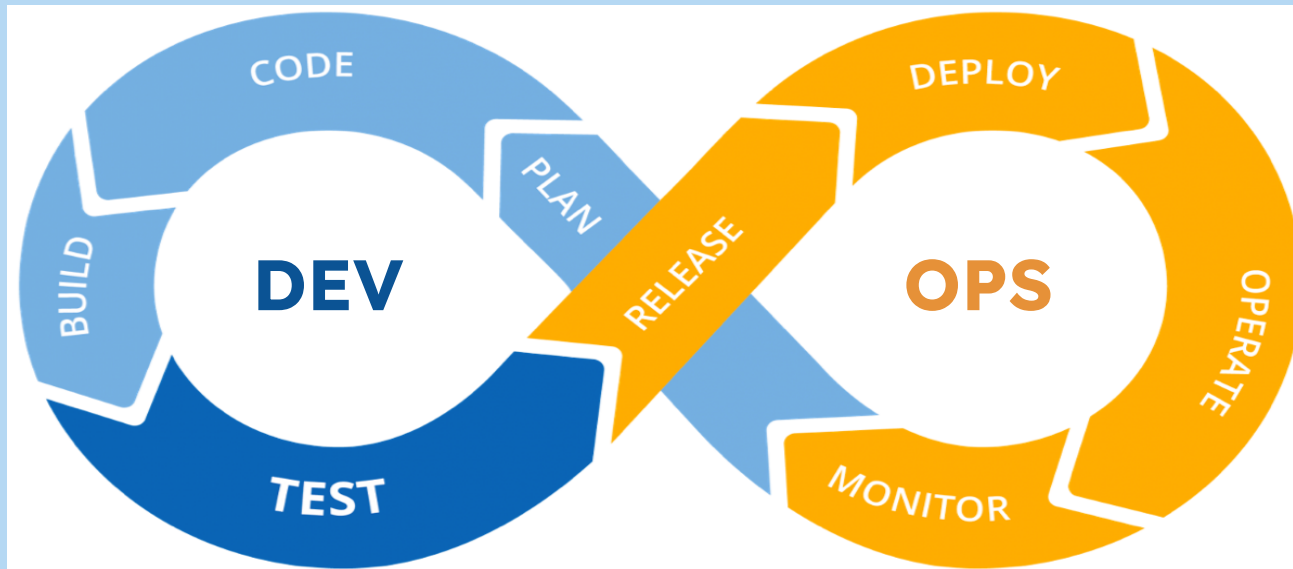 CODE
DEPLOY
PLAN
BUILD
DEV
RELEASE
OPS
OPERATE
TEST
MONITOR